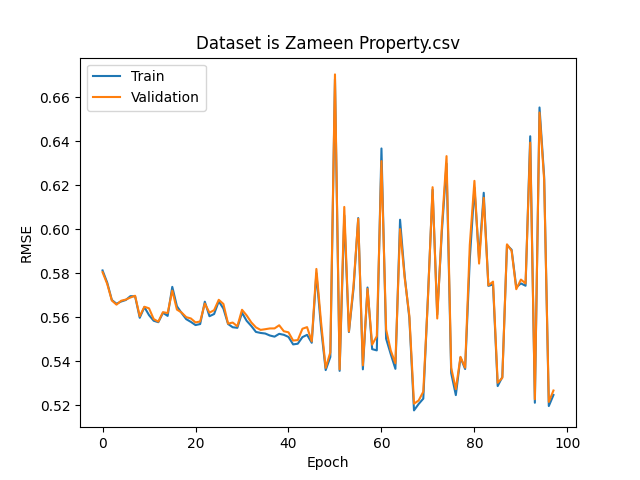 Dataset is Zameen Property.csv
Train
Validation
RMSE
0.66
0.64
0.62
0.60
0.58
0.56
0.54
0.52
0 20 40 60 80 100
Epoch